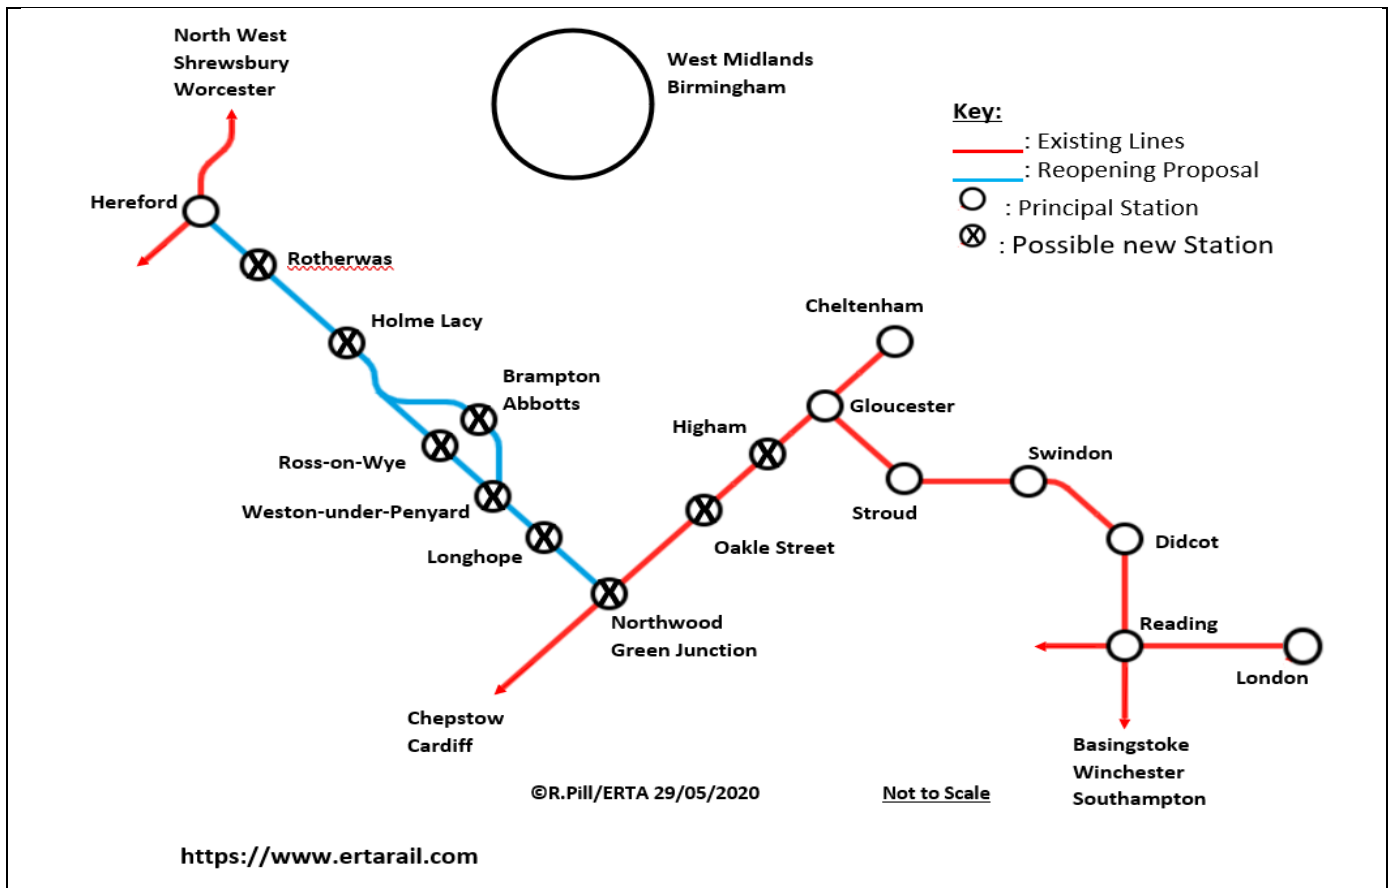 North West
Shrewsbury
Worcester
West Midlands
Birmingham
Key:
: Existing Lines
: Reopening Proposal
: Principal Station
X : Possible new Station
Hereford
X Rotherwas
X Holme Lacy
Cheltenham
Brampton
Abbotts
X
Gloucester
Higham
X
X
Ross-on-Wye
Swindon
X
Weston-under-Penyard
X
Stroud
Oakle Street
X
Longhope
Didcot
X
Northwood
Green Junction
Reading
London
Chepstow
Cardiff
Basingstoke
Winchester
Southampton
©R.Pill/ERTA 29/05/2020
Not to Scale
https://www.ertarail.com